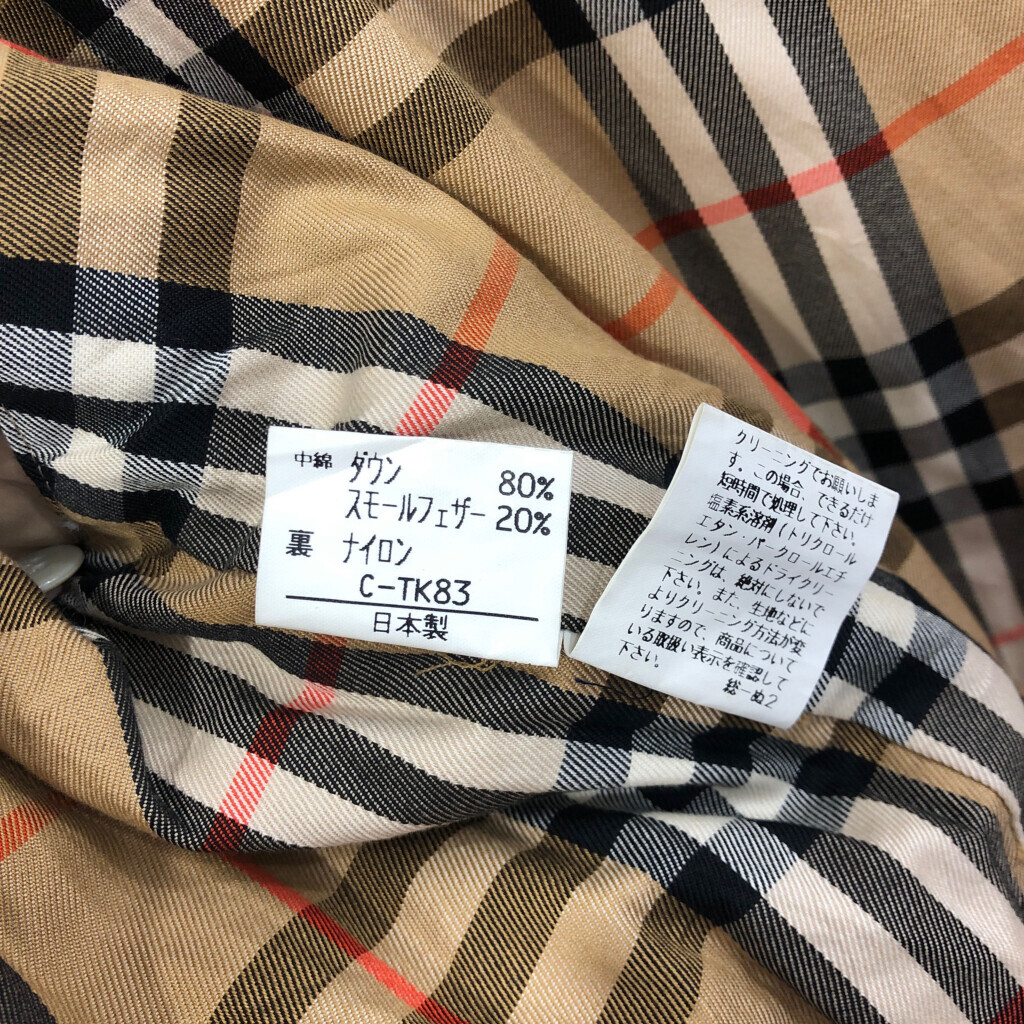 中綿 ダウン 80%
スモールフェザー 20%
裏 ナイロン
C-TK83
日本製
クリーニングでお願いしま
す。この場合、できるだけ
短時間で処理して下さい。
塩素系溶剤(トリクロール
エタン・パークロールエチ
レン)によるドライクリー
ニングは、絶対にしないで
下さい。また、生地などに
よりクリーニング方法が変
りますので、商品について
いる取扱い表示を確認して
下さい。
総ーぬ2